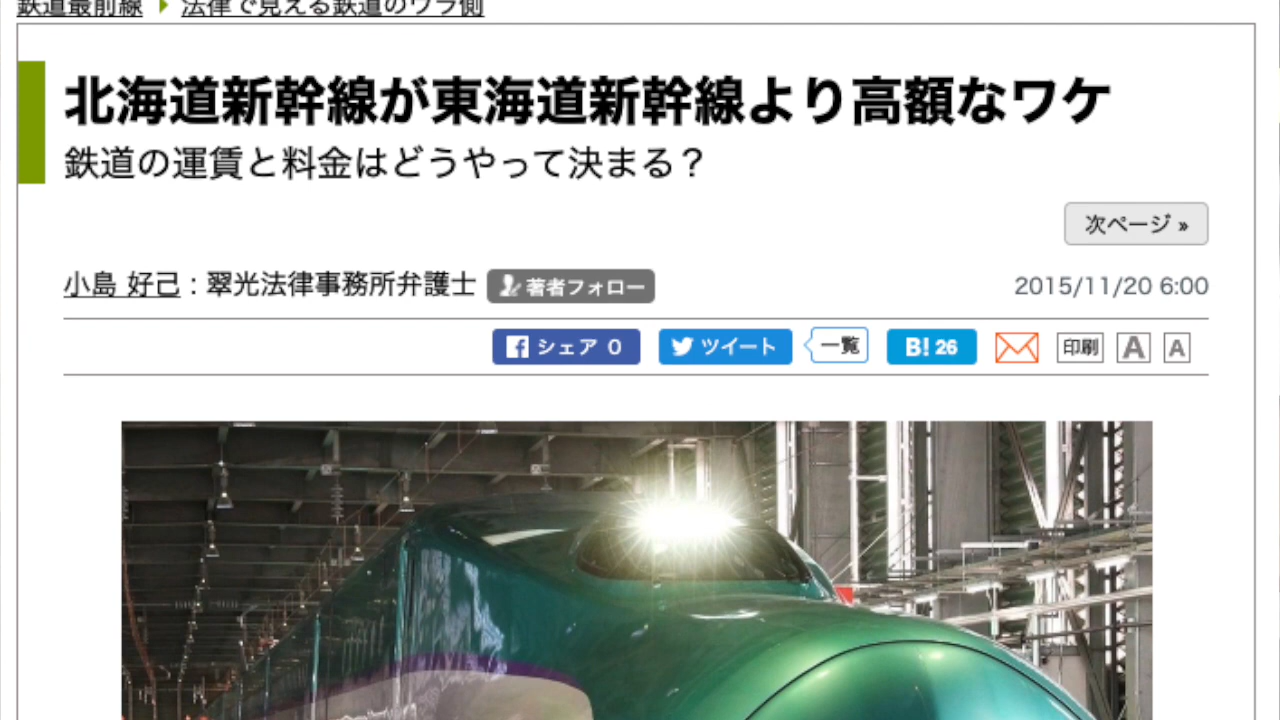 鉄道最前線 法律で見える鉄道のウラ側
北海道新幹線が東海道新幹線より高額なワケ
鉄道の運賃と料金はどうやって決まる？
次ページ »
小島 好己 : 翠光法律事務所弁護士 著者フォロー 2015/11/20 6:00
シェア 0 ツイート 一覧 B! 26 印刷 A A